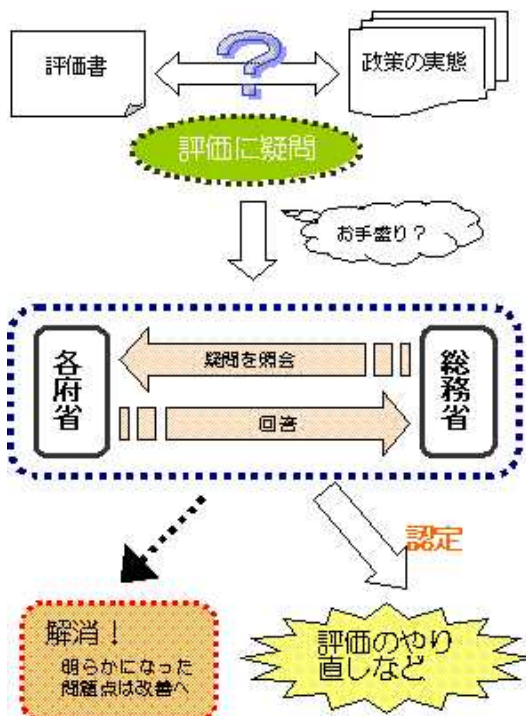 評価書
?
政策の実態
評価に疑問
お手盛り?
各府省
疑問を照会
総務省
回答
認定
解消!
明らかになった
問題点は改善へ
評価のやり
直しなど